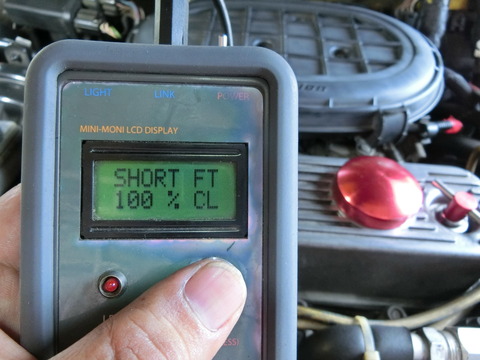 LIGHT LINK POWER
MINI-MONI LCD DISPLAY
SHORT FT
100 % CL